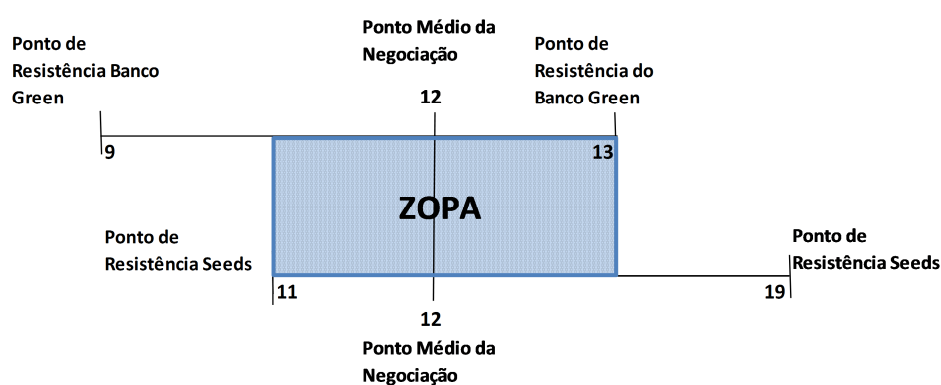 Ponto Médio da
Negociação
Ponto de
Resistência Banco
Green
Ponto de
Resistência do
Banco Green
12
9
13
ZOPA
Ponto de
Resistência Seeds
Ponto de
Resistência Seeds
11
19
12
Ponto Médio da
Negociação